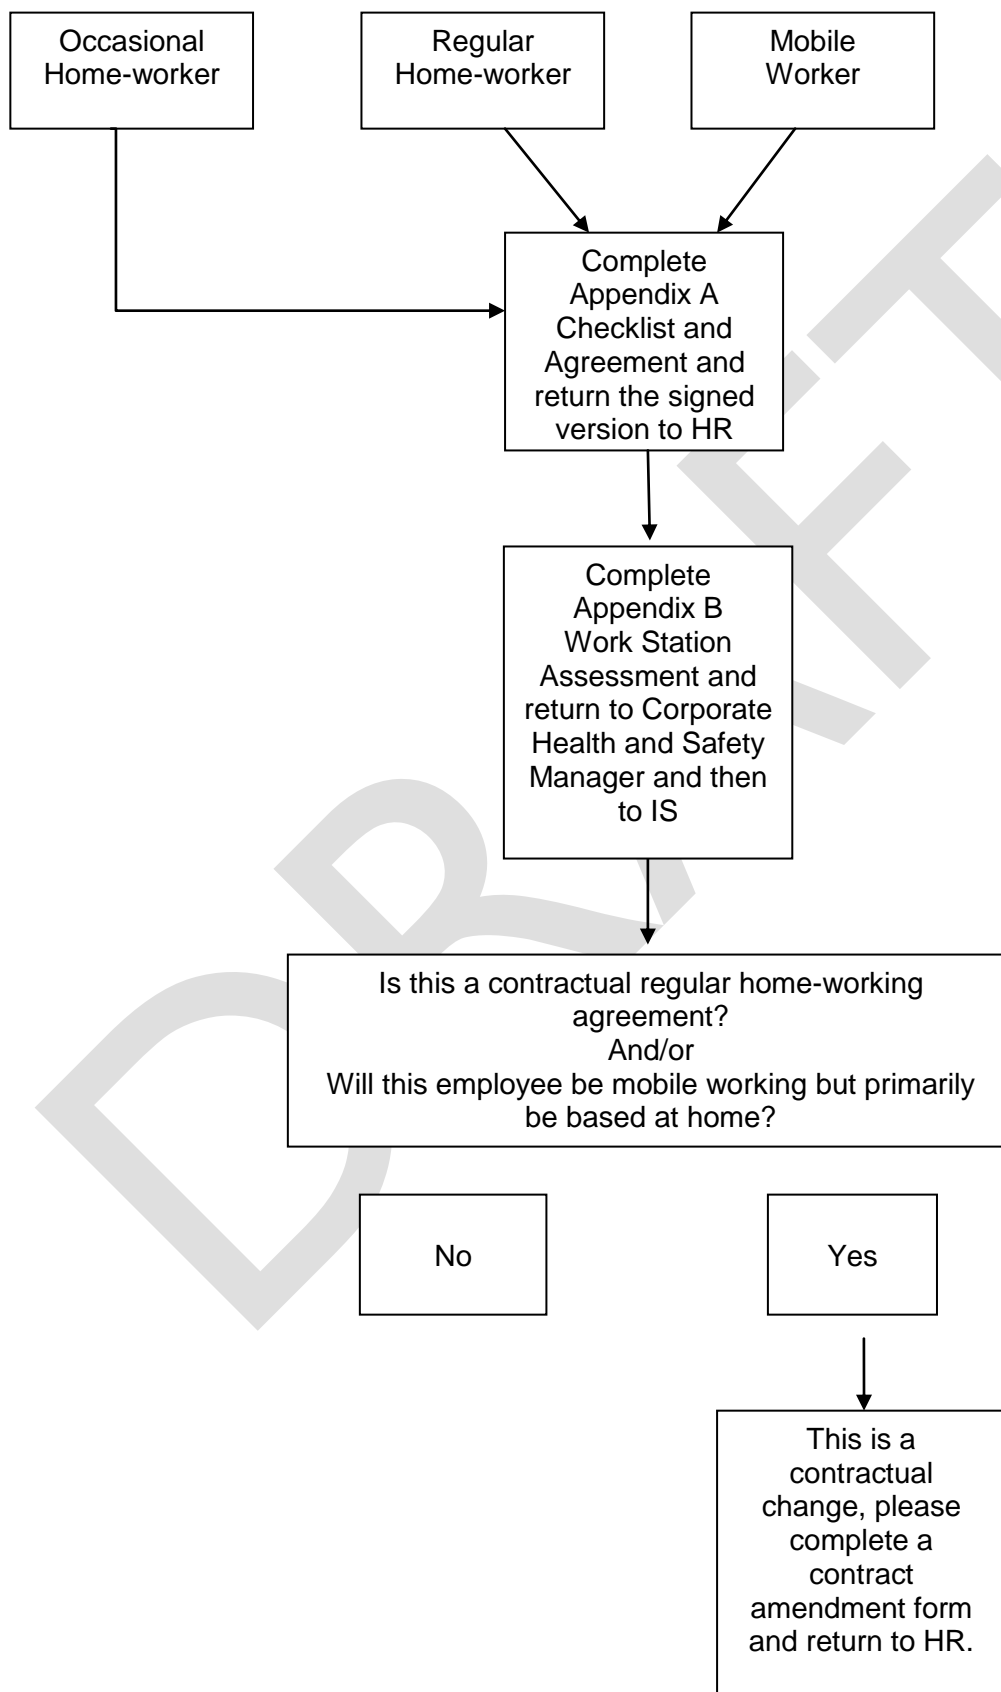 Occasional
Home-worker
Regular
Home-worker
Mobile
Worker
Complete
Appendix A
Checklist and
Agreement and
return the signed
version to HR
Complete
Appendix B
Work Station
Assessment and
return to Corporate
Health and Safety
Manager and then
to IS
Is this a contractual regular home-working
agreement?
And/or
Will this employee be mobile working but primarily
be based at home?
No
Yes
This is a
contractual
change, please
complete a
contract
amendment form
and return to HR.
DRAFT